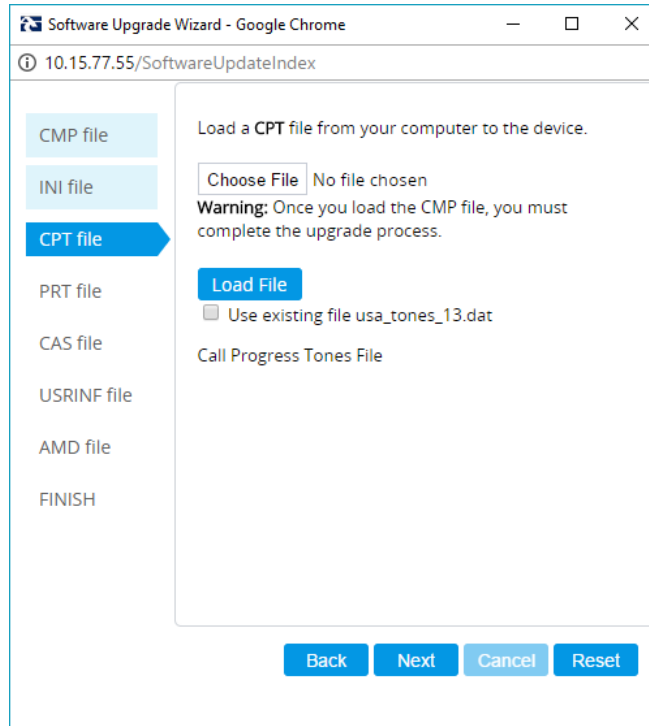 Software Upgrade Wizard - Google Chrome
10.15.77.55/SoftwareUpdateIndex
CMP file
INI file
CPT file
PRT file
CAS file
USRINF file
AMD file
FINISH
Load a CPT file from your computer to the device.
Choose File No file chosen
Warning: Once you load the CMP file, you must
complete the upgrade process.
Load File
Use existing file usa_tones_13.dat
Call Progress Tones File
Back Next Cancel Reset